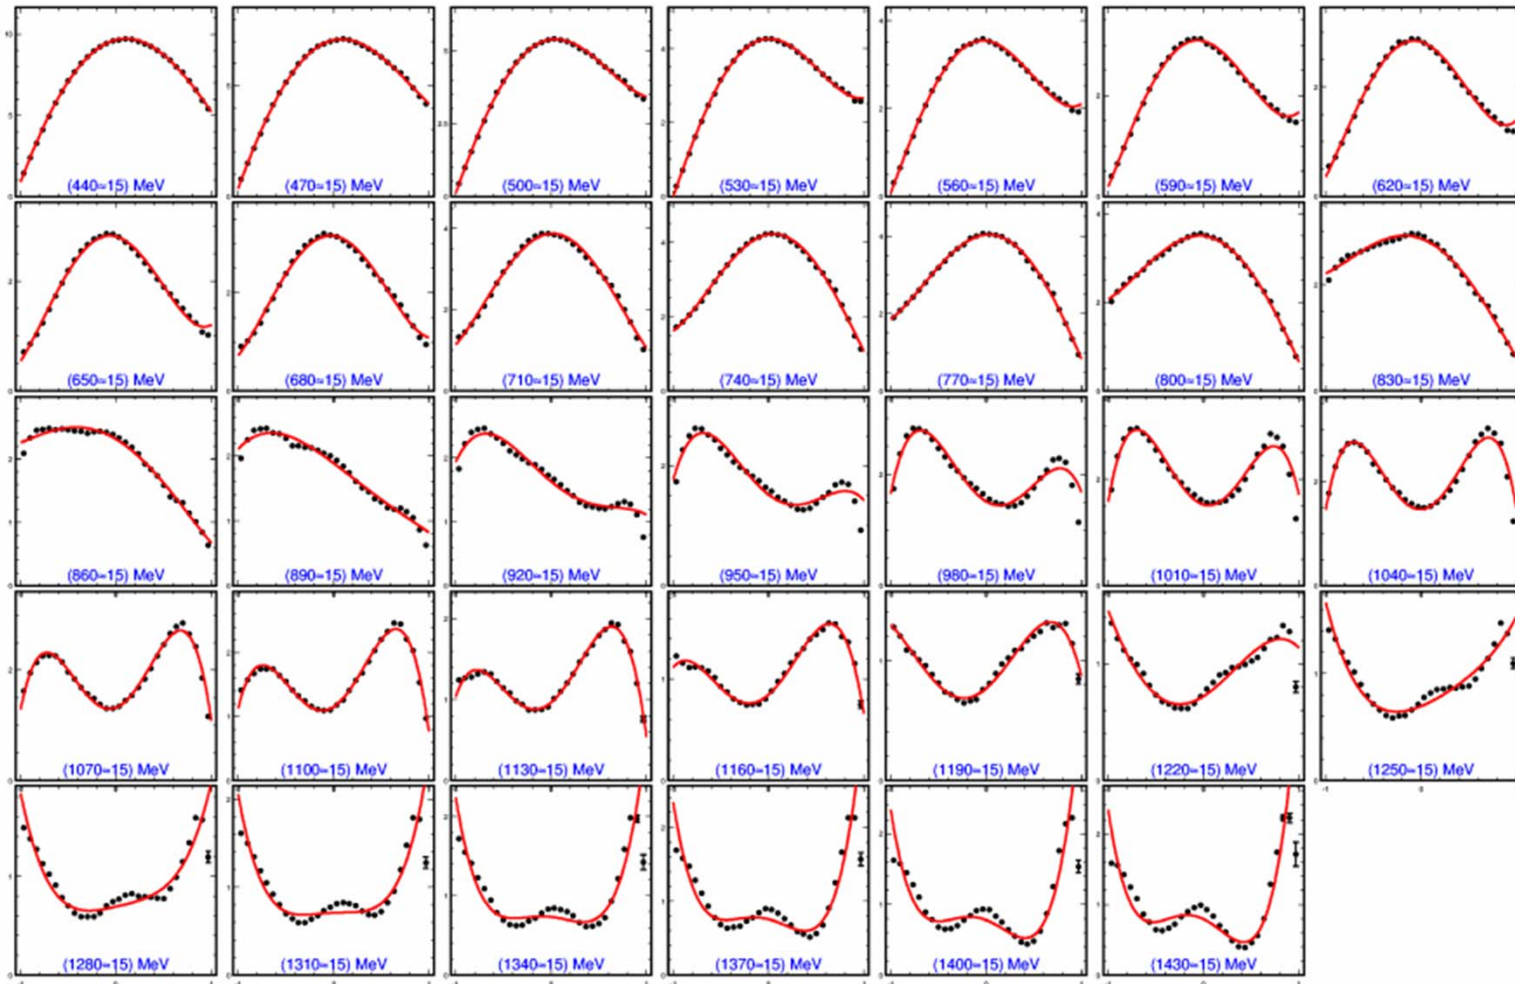 (440≃15) MeV (470≃15) MeV (500≃15) MeV (530≃15) MeV (560≃15) MeV (590≃15) MeV (620≃15) MeV
(650≃15) MeV (680≃15) MeV (710≃15) MeV (740≃15) MeV (770≃15) MeV (800≃15) MeV (830≃15) MeV
(860≃15) MeV (890≃15) MeV (920≃15) MeV (950≃15) MeV (980≃15) MeV (1010≃15) MeV (1040≃15) MeV
(1070≃15) MeV (1100≃15) MeV (1130≃15) MeV (1160≃15) MeV (1190≃15) MeV (1220≃15) MeV (1250≃15) MeV
(1280≃15) MeV (1310≃15) MeV (1340≃15) MeV (1370≃15) MeV (1400≃15) MeV (1430≃15) MeV